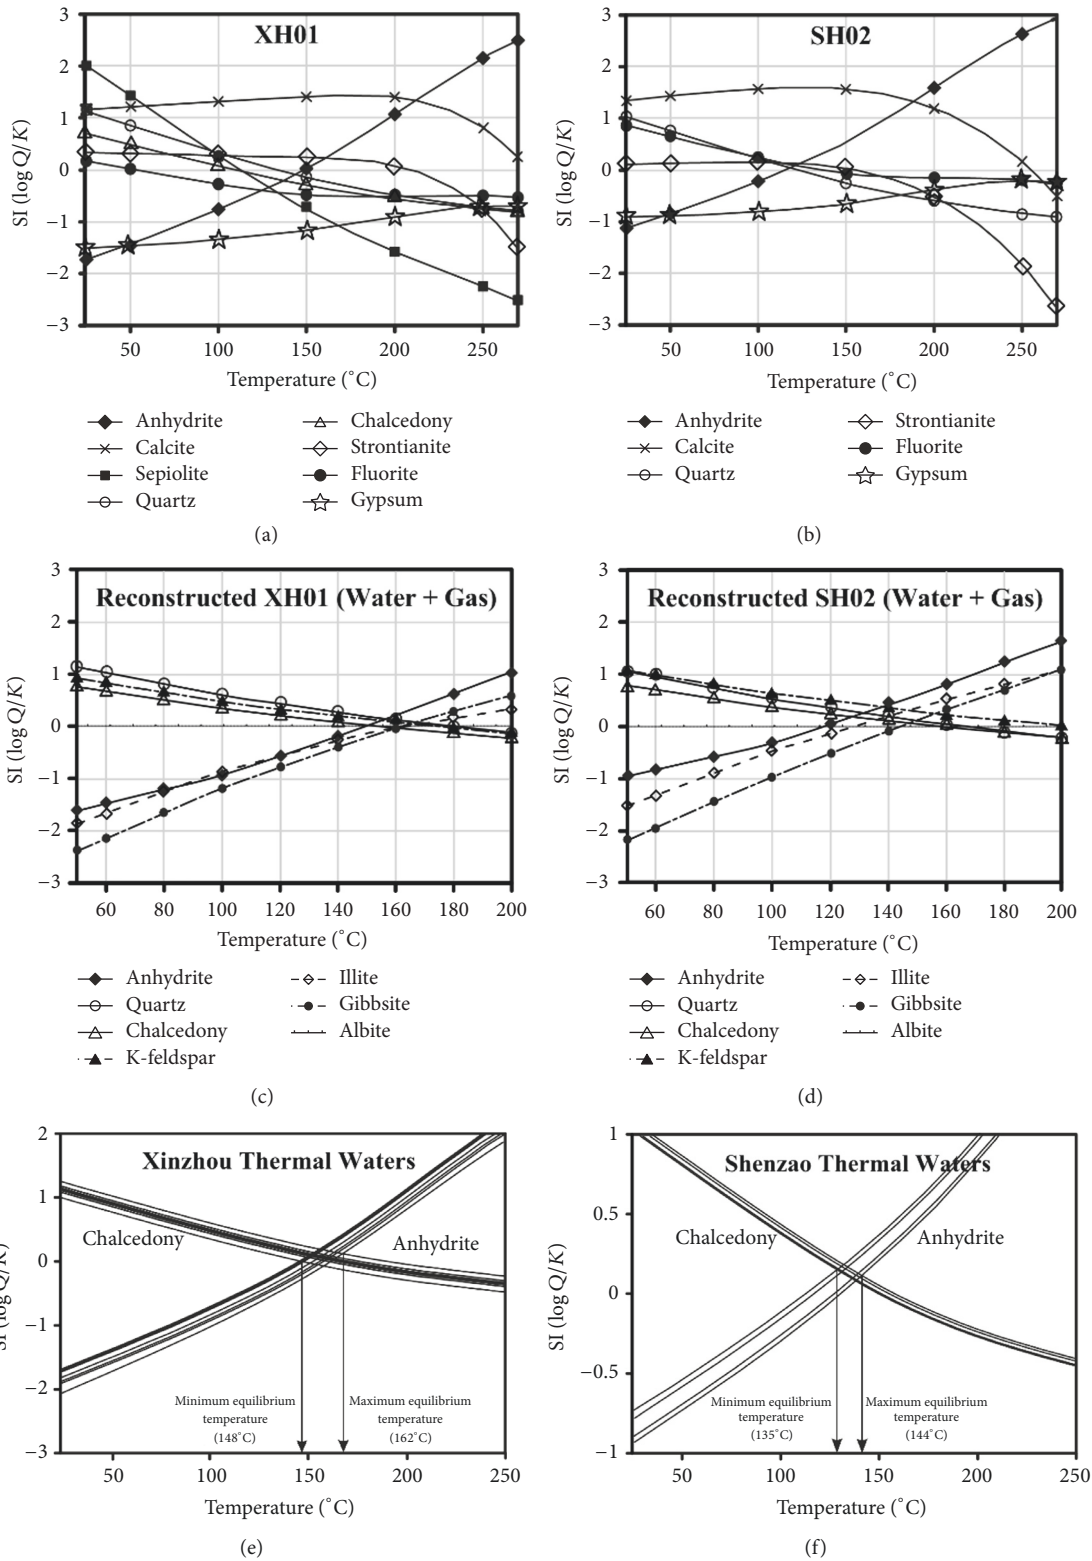 XH01
3
2
1
0
−1
−2
−3
SI (log Q/K)
50
100
150
200
250
Temperature (°C)
Anhydrite
Calcite
Sepiolite
Quartz
Chalcedony
Strontianite
Fluorite
Gypsum
(a)
SH02
3
2
1
0
−1
−2
−3
SI (log Q/K)
50
100
150
200
250
Temperature (°C)
Anhydrite
Calcite
Quartz
Strontianite
Fluorite
Gypsum
(b)
Reconstructed XH01 (Water + Gas)
3
2
1
0
−1
−2
−3
SI (log Q/K)
60
80
100
120
140
160
180
200
Temperature (°C)
Anhydrite
Quartz
Chalcedony
K-feldspar
Illite
Gibbsite
Albite
(c)
Reconstructed SH02 (Water + Gas)
3
2
1
0
−1
−2
−3
SI (log Q/K)
60
80
100
120
140
160
180
200
Temperature (°C)
Anhydrite
Quartz
Chalcedony
K-feldspar
Illite
Gibbsite
Albite
(d)
Xinzhou Thermal Waters
2
1
0
−1
−2
−3
SI (log Q/K)
Chalcedony
Anhydrite
Minimum equilibrium
temperature
(148°C)
Maximum equilibrium
temperature
(162°C)
50
100
150
200
250
Temperature (°C)
(e)
Shenzao Thermal Waters
1
0.5
0
−0.5
−1
SI (log Q/K)
Chalcedony
Anhydrite
Minimum equilibrium
temperature
(135°C)
Maximum equilibrium
temperature
(144°C)
50
100
150
200
250
Temperature (°C)
(f)